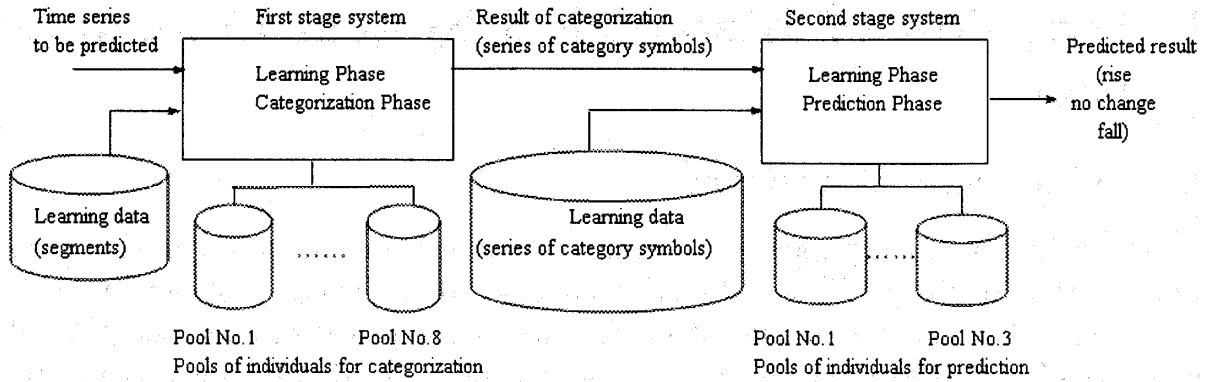 Time series
to be predicted
First stage system
Result of categorization
(series of category symbols)
Second stage system
Predicted result
(rise
no change
fall)
Learning Phase
Categorization Phase
Learning Phase
Prediction Phase
Learning data
(segments)
Learning data
(series of category symbols)
......
......
Pool No.1
Pool No.8
Pools of individuals for categorization
Pool No.1
Pool No.3
Pools of individuals for prediction